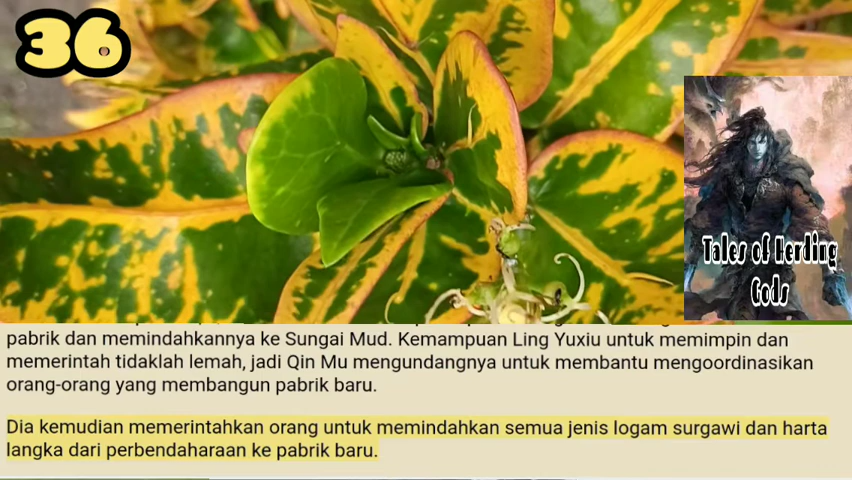 36
Tales of Herding
Gods
pabrik dan memindahkannya ke Sungai Mud. Kemampuan Ling Yuxiu untuk memimpin dan
memerintah tidaklah lemah, jadi Qin Mu mengundangnya untuk membantu mengoordinasikan
orang-orang yang membangun pabrik baru.
Dia kemudian memerintahkan orang untuk memindahkan semua jenis logam surgawi dan harta
langka dari perbendaharaan ke pabrik baru.